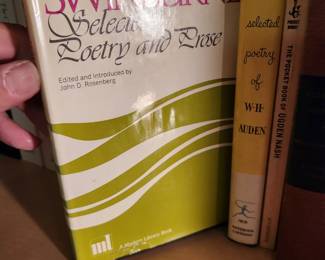 SWINBURNE
Selected
Poetry and Prose
Edited and Introduced by
John D. Rosenberg
ml
A Modern Library Book
selected
poetry
of
W·H·
AUDEN
THE POCKET BOOK OF OGDEN NASH